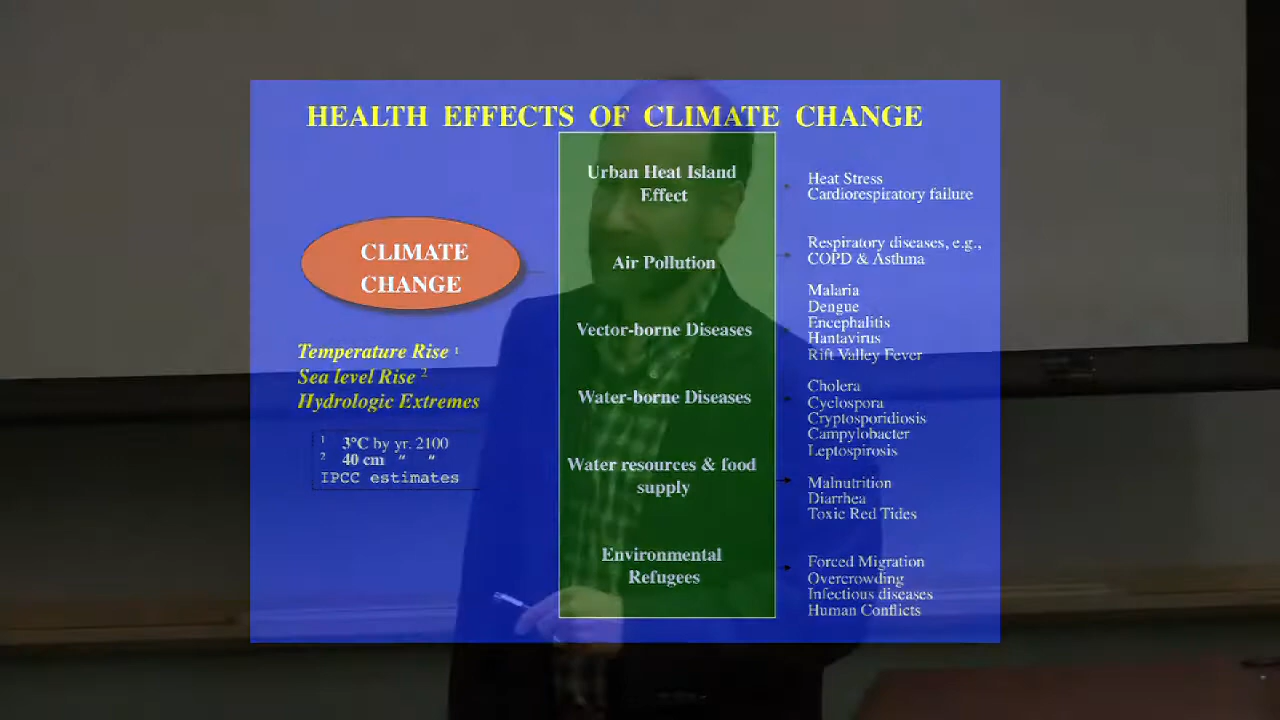 HEALTH EFFECTS OF CLIMATE CHANGE
CLIMATE
CHANGE
Temperature Rise ¹
Sea level Rise ²
Hydrologic Extremes
¹ 3°C by yr. 2100
² 40 cm " "
IPCC estimates
Urban Heat Island
Effect
Air Pollution
Vector-borne Diseases
Water-borne Diseases
Water resources & food
supply
Environmental
Refugees
Heat Stress
Cardiorespiratory failure
Respiratory diseases, e.g.,
COPD & Asthma
Malaria
Dengue
Encephalitis
Hantavirus
Rift Valley Fever
Cholera
Cyclospora
Cryptosporidiosis
Campylobacter
Leptospirosis
Malnutrition
Diarrhea
Toxic Red Tides
Forced Migration
Overcrowding
Infectious diseases
Human Conflicts